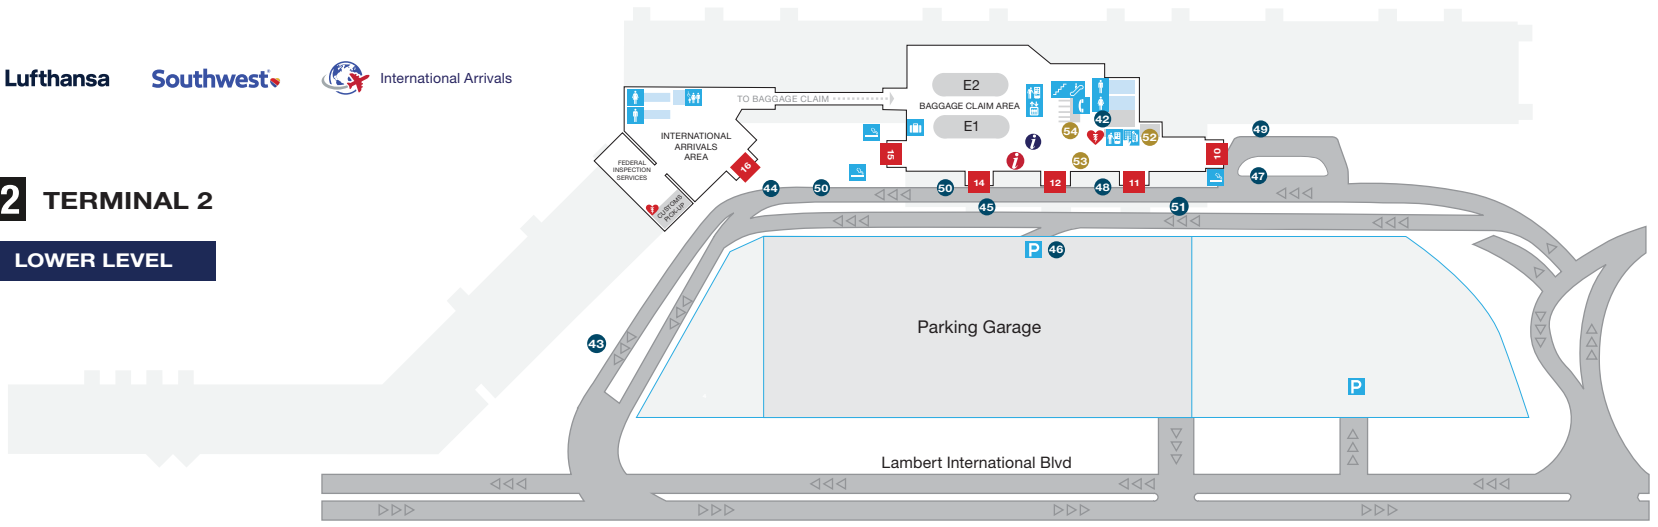 Lufthansa
Southwest
International Arrivals
2 TERMINAL 2
LOWER LEVEL
TO BAGGAGE CLAIM
E2
BAGGAGE CLAIM AREA
E1
INTERNATIONAL
ARRIVALS
AREA
FEDERAL
INSPECTION
SERVICES
CUSTOMS
PICK-UP
16
15
14
12
11
10
i
i
54
42
52
53
49
47
44
50
50
48
45
51
P 46
43
Parking Garage
P
Lambert International Blvd